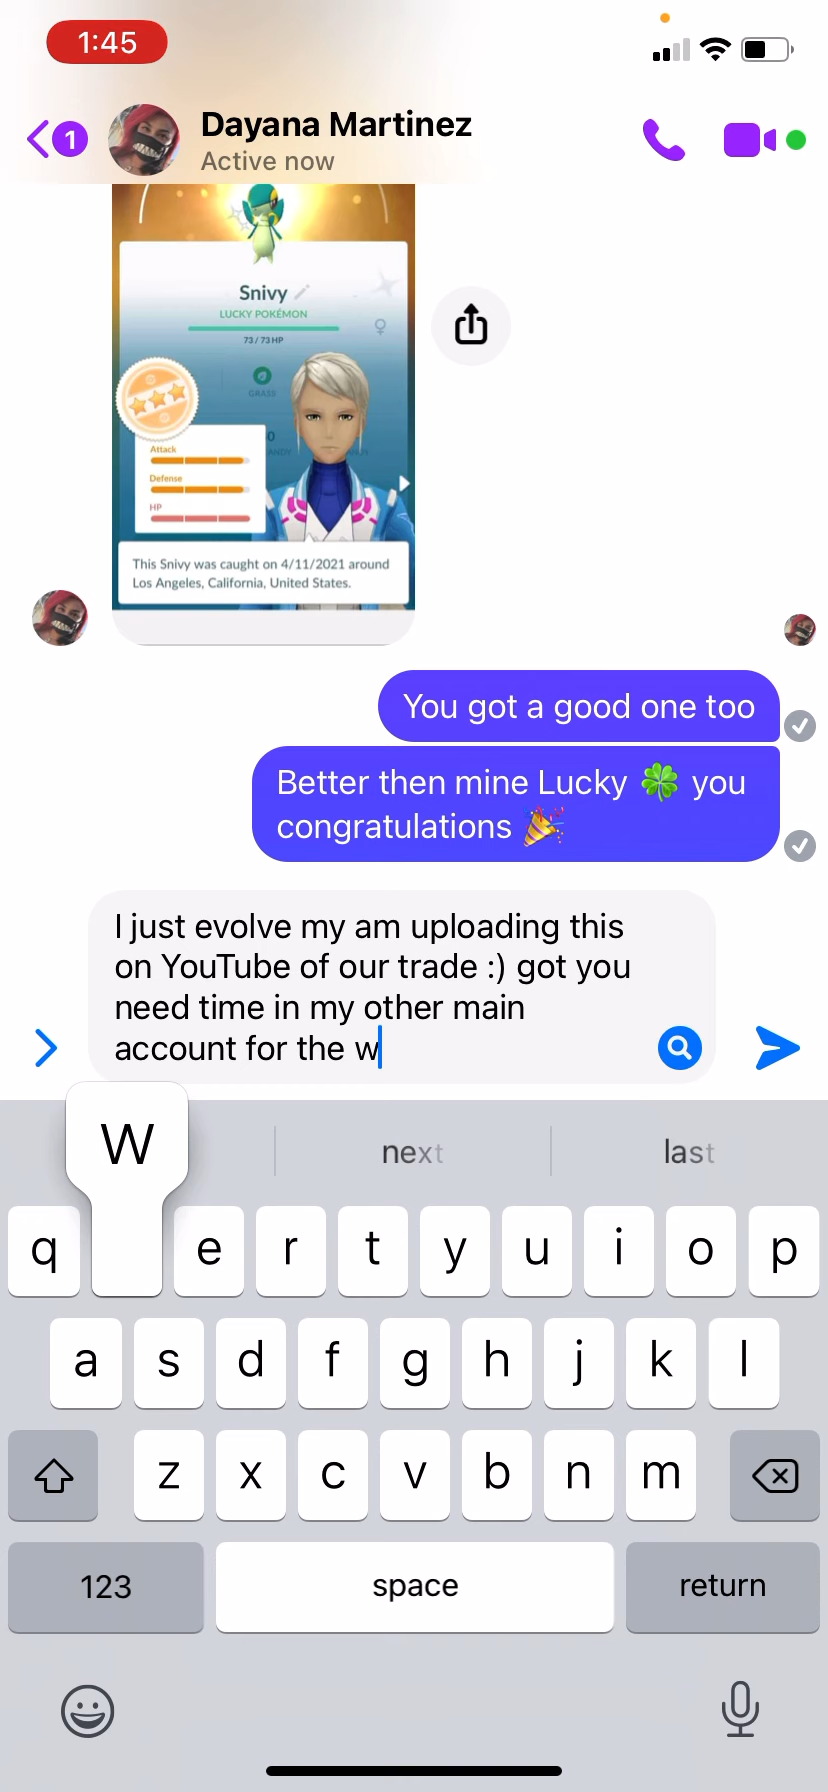 1:45
1
Dayana Martinez
Active now
Snivy
LUCKY POKÉMON
73 / 73 HP
GRASS
Attack
Defense
HP
This Snivy was caught on 4/11/2021 around
Los Angeles, California, United States.
You got a good one too
Better then mine Lucky 🍀 you
congratulations 🎉
I just evolve my am uploading this
on YouTube of our trade :) got you
need time in my other main
account for the w
W
next
last
q e r t y u i o p
a s d f g h j k l
z x c v b n m
123 space return